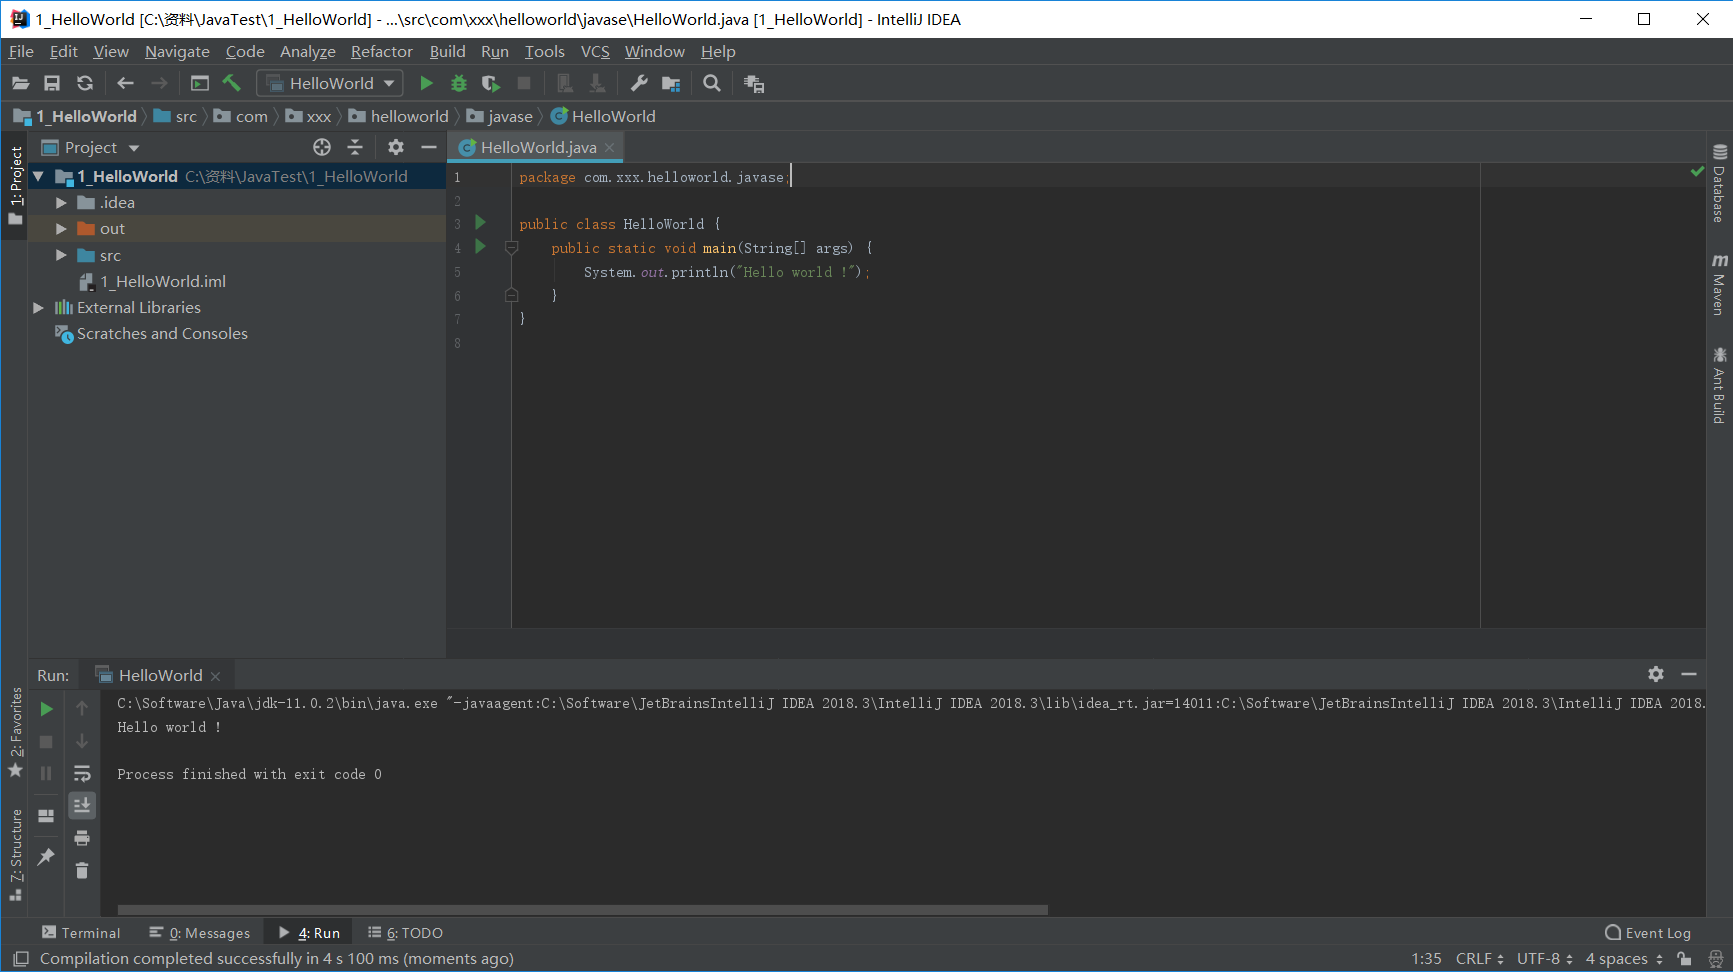 1_HelloWorld [C:\资料\JavaTest\1_HelloWorld] - ...\src\com\xxx\helloworld\javase\HelloWorld.java [1_HelloWorld] - IntelliJ IDEA
File Edit View Navigate Code Analyze Refactor Build Run Tools VCS Window Help
HelloWorld
1_HelloWorld src com xxx helloworld javase HelloWorld
1: Project
Project
HelloWorld.java
1_HelloWorld C:\资料\JavaTest\1_HelloWorld
.idea
out
src
1_HelloWorld.iml
External Libraries
Scratches and Consoles
1 package com.xxx.helloworld.javase;
2
3 public class HelloWorld {
4 public static void main(String[] args) {
5 System.out.println("Hello world !");
6 }
7 }
8
Database
Maven
Ant Build
Run: HelloWorld
C:\Software\Java\jdk-11.0.2\bin\java.exe "-javaagent:C:\Software\JetBrainsIntelliJ IDEA 2018.3\IntelliJ IDEA 2018.3\lib\idea_rt.jar=14011:C:\Software\JetBrainsIntelliJ IDEA 2018.3\IntelliJ IDEA 2018.
Hello world !
Process finished with exit code 0
2: Favorites
Z: Structure
Terminal 0: Messages 4: Run 6: TODO Event Log
Compilation completed successfully in 4 s 100 ms (moments ago) 1:35 CRLF UTF-8 4 spaces